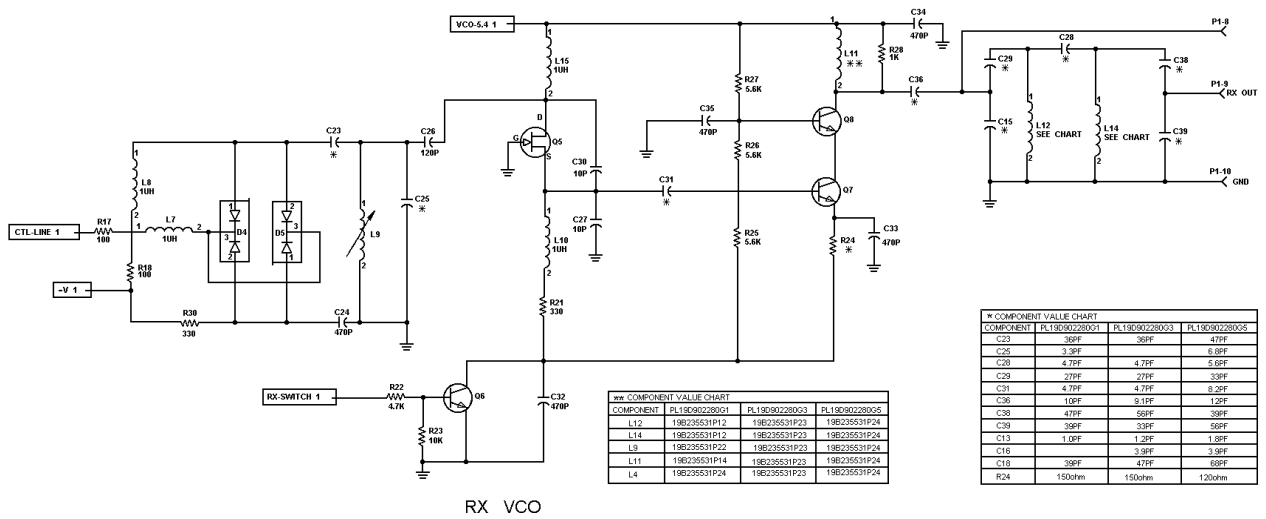 VCO-5.4 1
C34
470P
L15
1UH
L11
**
R28
1K
C36
*
C29
*
C28
*
C38
*
P1-8
P1-9
RX OUT
C15
*
L12
SEE CHART
L14
SEE CHART
C39
*
P1-10
GND
R27
5.6K
C35
470P
R26
5.6K
Q8
Q7
C23
*
C26
120P
D
G
S
Q5
C30
10P
C31
*
C27
10P
L10
1UH
R25
5.6K
R24
*
C33
470P
L8
1UH
L7
1UH
R17
100
CTL-LINE 1
R18
100
-V 1
R30
330
D4
D5
L9
C25
*
C24
470P
R21
330
RX-SWITCH 1
R22
4.7K
Q6
R23
10K
C32
470P
** COMPONENT VALUE CHART
COMPONENT PL19D902280G1 PL19D902280G3 PL19D902280G5
L12 19B235531P12 19B235531P23 19B235531P24
L14 19B235531P12 19B235531P23 19B235531P24
L9 19B235531P22 19B235531P23 19B235531P24
L11 19B235531P14 19B235531P23 19B235531P24
L4 19B235531P24 19B235531P23 19B235531P24
* COMPONENT VALUE CHART
COMPONENT PL19D902280G1 PL19D902280G3 PL19D902280G5
C23 36PF 36PF 47PF
C25 3.3PF 6.8PF
C28 4.7PF 4.7PF 5.6PF
C29 27PF 27PF 33PF
C31 4.7PF 4.7PF 8.2PF
C36 10PF 9.1PF 12PF
C38 47PF 56PF 39PF
C39 39PF 33PF 56PF
C13 1.0PF 1.2PF 1.8PF
C16 3.9PF 3.9PF
C18 39PF 47PF 68PF
R24 150ohm 150ohm 120ohm
RX VCO